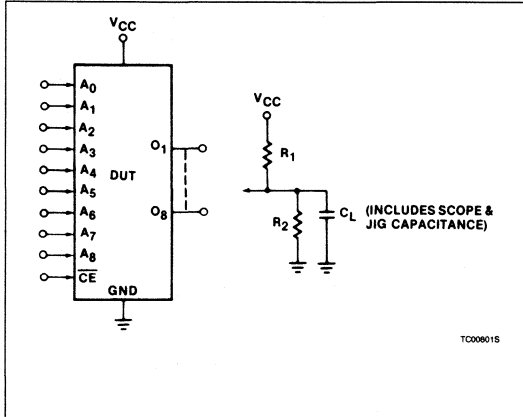 VCC
A0
A1
A2
A3
A4
A5
A6
A7
A8
CE
DUT
O1
O8
GND
VCC
R1
R2
CL (INCLUDES SCOPE &
JIG CAPACITANCE)
TC00801S